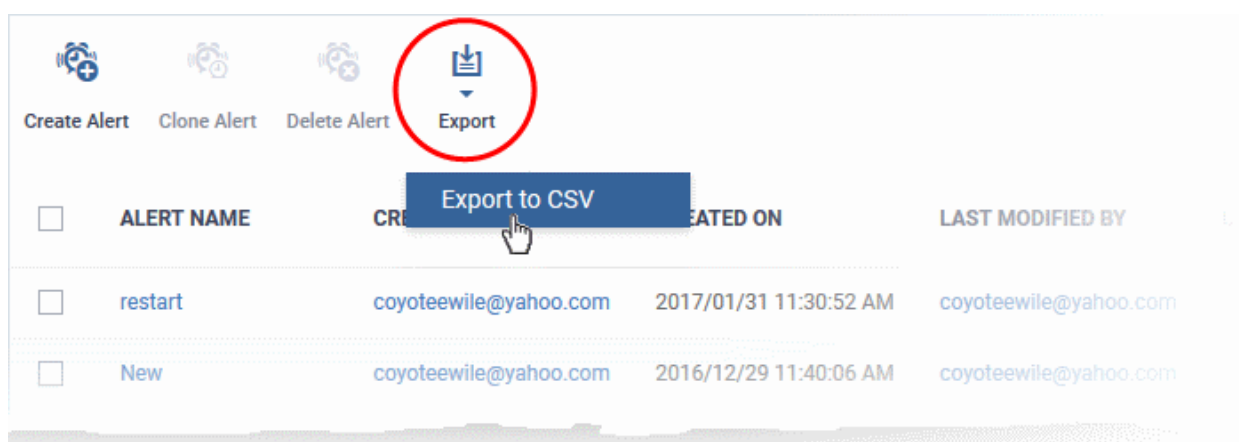 Create Alert Clone Alert Delete Alert Export
Export to CSV
ALERT NAME CRE EATED ON LAST MODIFIED BY
restart coyoteewile@yahoo.com 2017/01/31 11:30:52 AM coyoteewile@yahoo.com
New coyoteewile@yahoo.com 2016/12/29 11:40:06 AM coyoteewile@yahoo.com